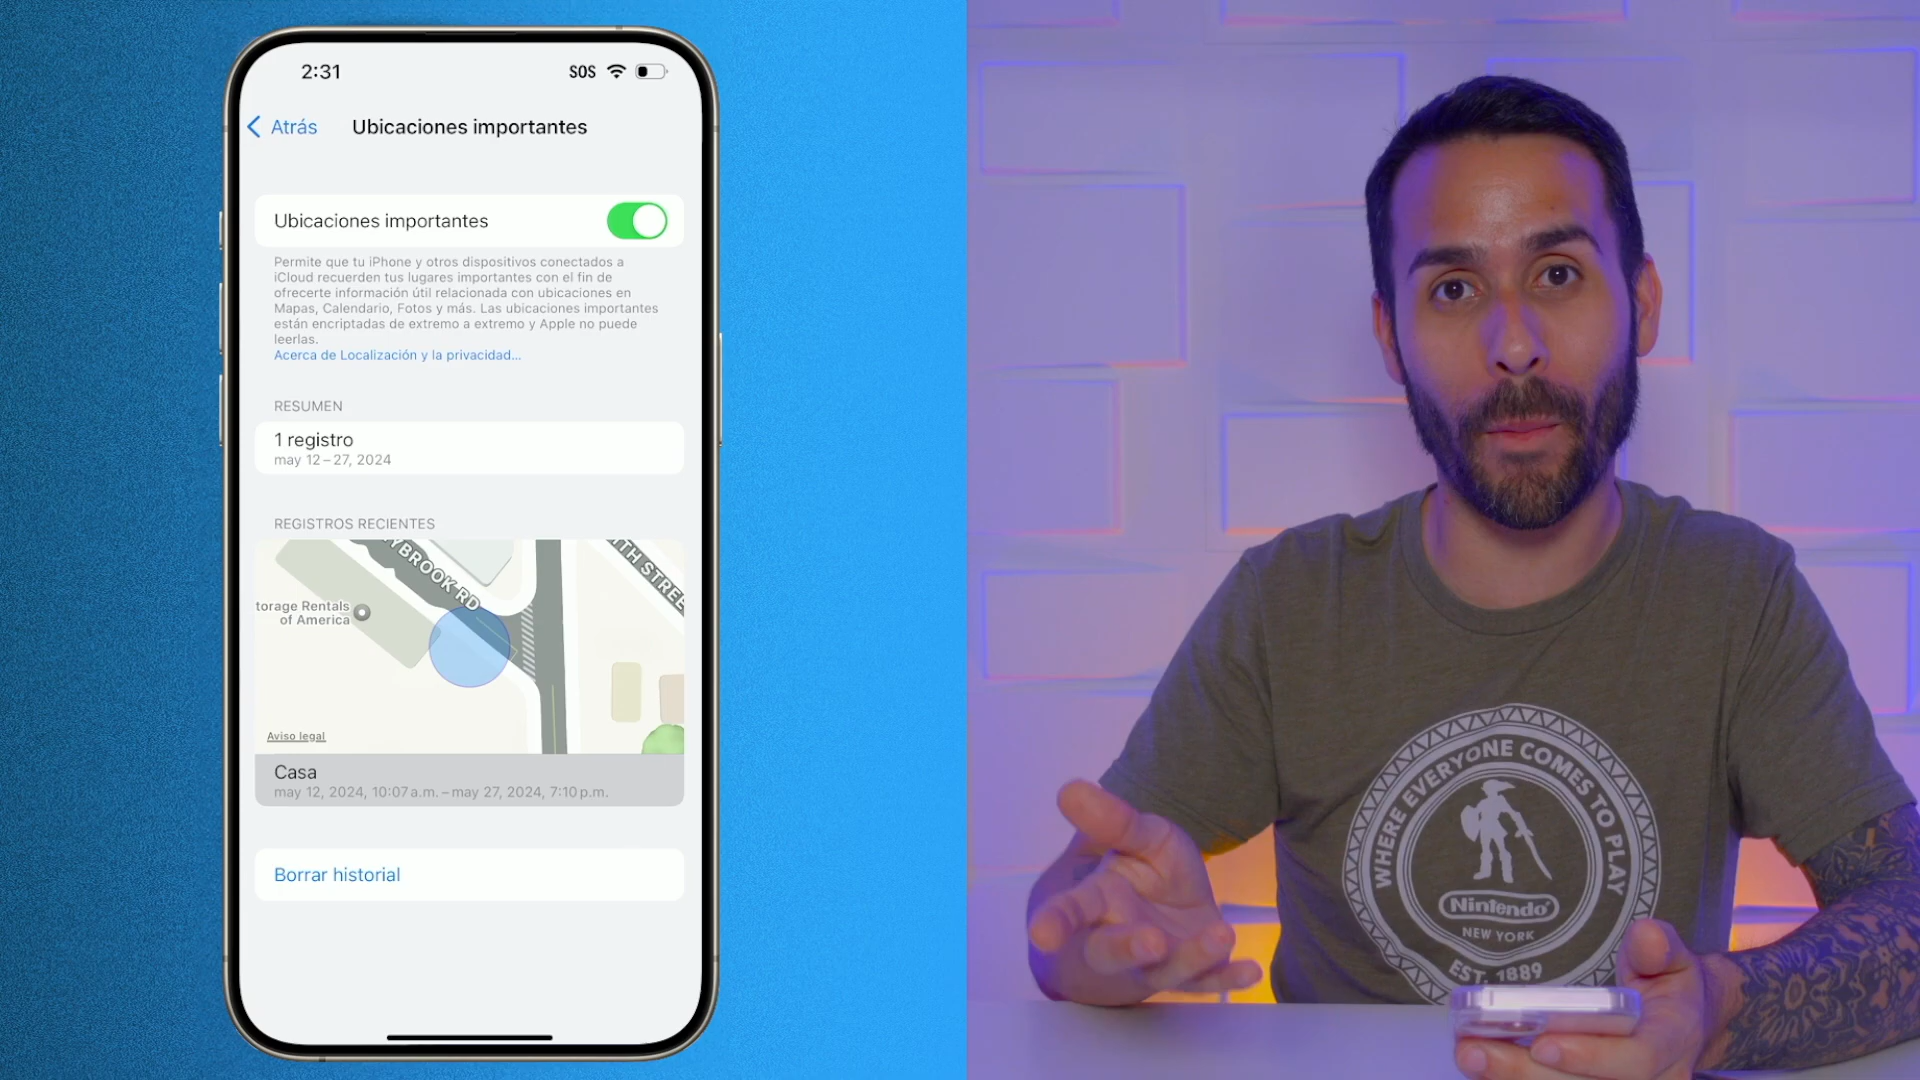 2:31
SOS
Atrás
Ubicaciones importantes
Ubicaciones importantes
Permite que tu iPhone y otros dispositivos conectados a
iCloud recuerden tus lugares importantes con el fin de
ofrecerte información útil relacionada con ubicaciones en
Mapas, Calendario, Fotos y más. Las ubicaciones importantes
están encriptadas de extremo a extremo y Apple no puede
leerlas.
Acerca de Localización y la privacidad...
RESUMEN
1 registro
may 12 – 27, 2024
REGISTROS RECIENTES
YBROOK RD
TH STREE
torage Rentals
of America
Aviso legal
Casa
may 12, 2024, 10:07 a.m. – may 27, 2024, 7:10 p.m.
Borrar historial
WHERE EVERYONE COMES TO PLAY
Nintendo
NEW YORK
EST. 1889